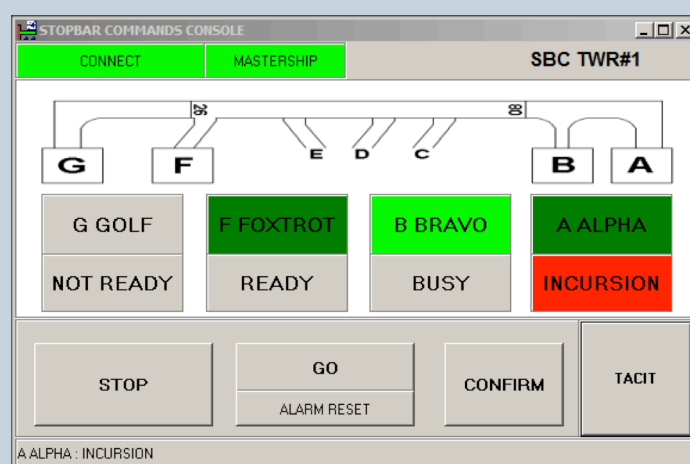 STOPBAR COMMANDS CONSOLE
CONNECT MASTERSHIP SBC TWR#1
26 08
G F E D C B A
G GOLF F FOXTROT B BRAVO A ALPHA
NOT READY READY BUSY INCURSION
STOP GO CONFIRM TACIT
ALARM RESET
A ALPHA : INCURSION